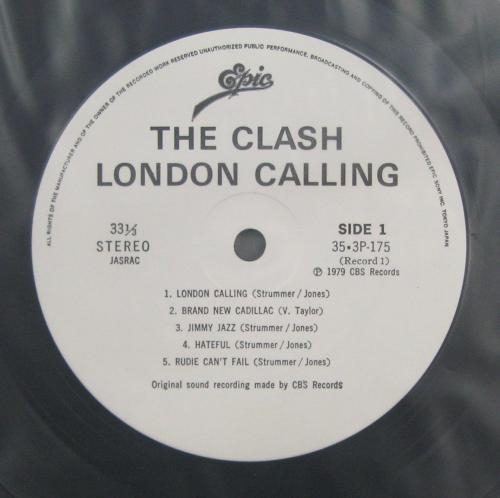 ALL RIGHTS OF THE MANUFACTURER AND OF THE OWNER OF THE RECORDED WORK RESERVED UNAUTHORIZED PUBLIC PERFORMANCE, BROADCASTING AND COPYING OF THIS RECORD PROHIBITED EPIC SONY INC. TOKYO JAPAN
Epic
THE CLASH
LONDON CALLING
33⅓
STEREO
JASRAC
SIDE 1
35•3P-175
(Record 1)
℗ 1979 CBS Records
1. LONDON CALLING (Strummer/Jones)
2. BRAND NEW CADILLAC (V. Taylor)
3. JIMMY JAZZ (Strummer/Jones)
4. HATEFUL (Strummer/Jones)
5. RUDIE CAN'T FAIL (Strummer/Jones)
Original sound recording made by CBS Records